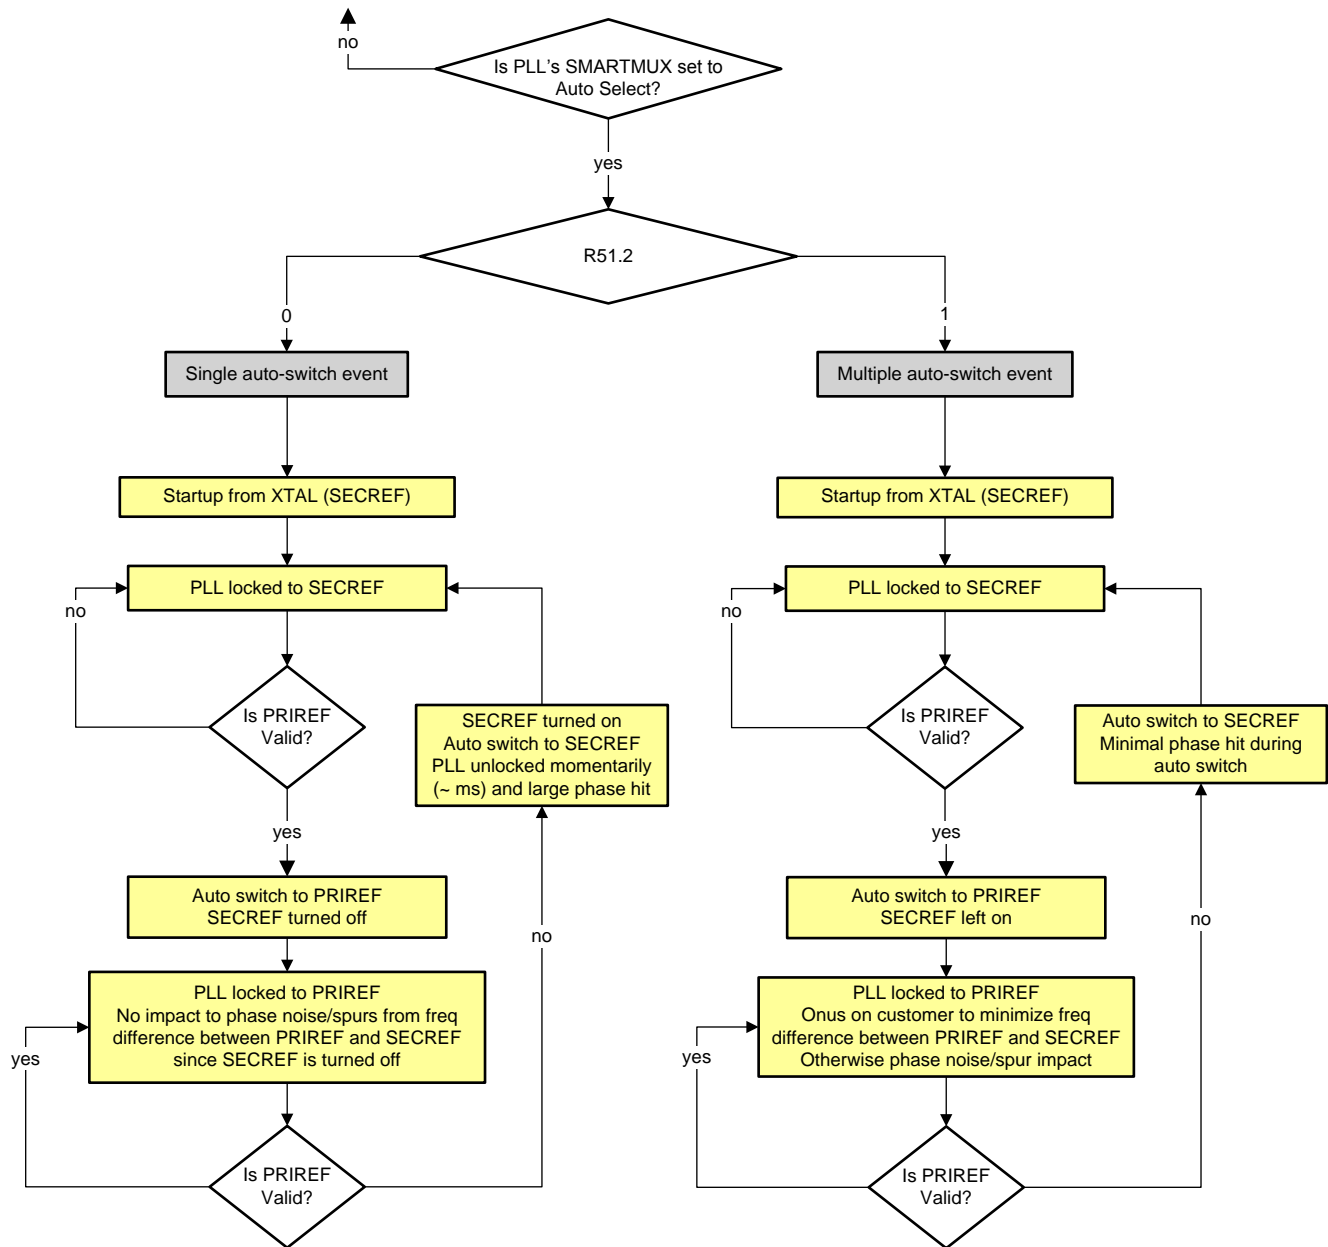 no
Is PLL's SMARTMUX set to
Auto Select?
yes
R51.2
0
1
Single auto-switch event
Multiple auto-switch event
Startup from XTAL (SECREF)
Startup from XTAL (SECREF)
PLL locked to SECREF
PLL locked to SECREF
no
no
Is PRIREF
Valid?
SECREF turned on
Auto switch to SECREF
PLL unlocked momentarily
(~ ms) and large phase hit
Is PRIREF
Valid?
Auto switch to SECREF
Minimal phase hit during
auto switch
yes
yes
Auto switch to PRIREF
SECREF turned off
Auto switch to PRIREF
SECREF left on
no
no
PLL locked to PRIREF
No impact to phase noise/spurs from freq
difference between PRIREF and SECREF
since SECREF is turned off
PLL locked to PRIREF
Onus on customer to minimize freq
difference between PRIREF and SECREF
Otherwise phase noise/spur impact
yes
yes
Is PRIREF
Valid?
Is PRIREF
Valid?